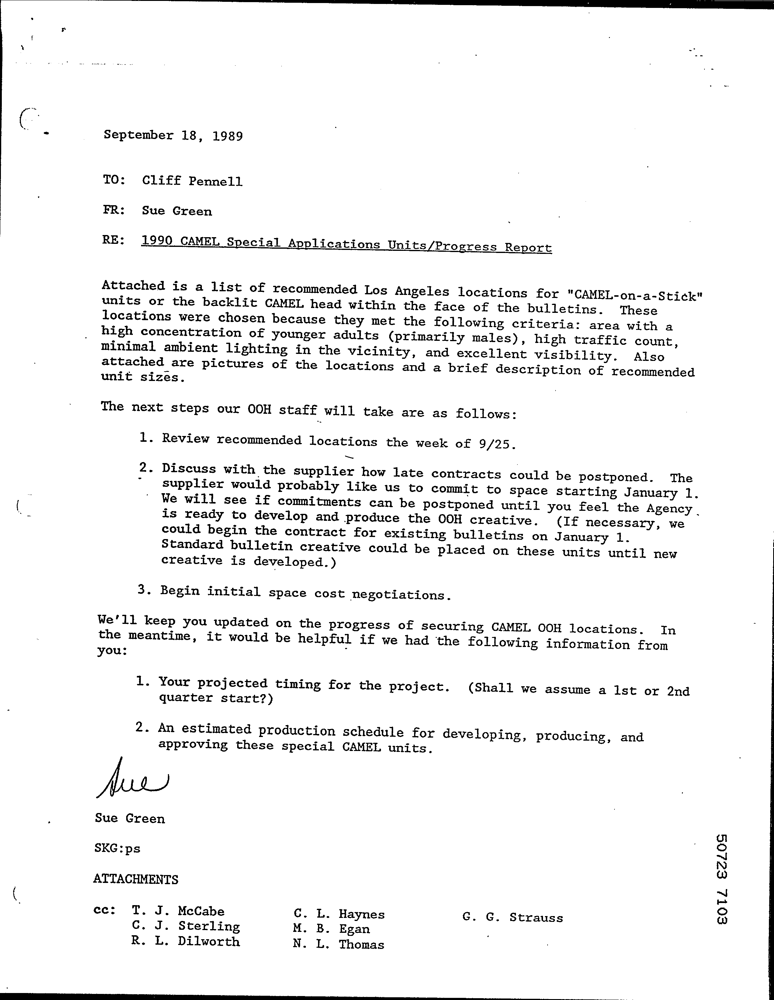 September 18, 1989
TO: Cliff Pennell
FR: Sue Green
RE: 1990 CAMEL Special Applications Units/Progress Report
Attached is a list of recommended Los Angeles locations for "CAMEL-on-a-Stick"
units or the backlit CAMEL head within the face of the bulletins. These
locations were chosen because they met the following criteria: area with a
high concentration of younger adults (primarily males), high traffic count,
minimal ambient lighting in the vicinity, and excellent visibility. Also
attached are pictures of the locations and a brief description of recommended
unit sizes.
The next steps our OOH staff will take are as follows:
1. Review recommended locations the week of 9/25.
2. Discuss with the supplier how late contracts could be postponed. The
supplier would probably like us to commit to space starting January 1.
We will see if commitments can be postponed until you feel the Agency
is ready to develop and produce the OOH creative. (If necessary, we
could begin the contract for existing bulletins on January 1.
Standard bulletin creative could be placed on these units until new
creative is developed.)
3. Begin initial space cost negotiations.
We'll keep you updated on the progress of securing CAMEL OOH locations. In
the meantime, it would be helpful if we had the following information from
you:
1. Your projected timing for the project. (Shall we assume a 1st or 2nd
quarter start?)
2. An estimated production schedule for developing, producing, and
approving these special CAMEL units.
Sue
Sue Green
SKG:ps
ATTACHMENTS
cc: T. J. McCabe C. L. Haynes G. G. Strauss
C. J. Sterling M. B. Egan
R. L. Dilworth N. L. Thomas
50723 7103